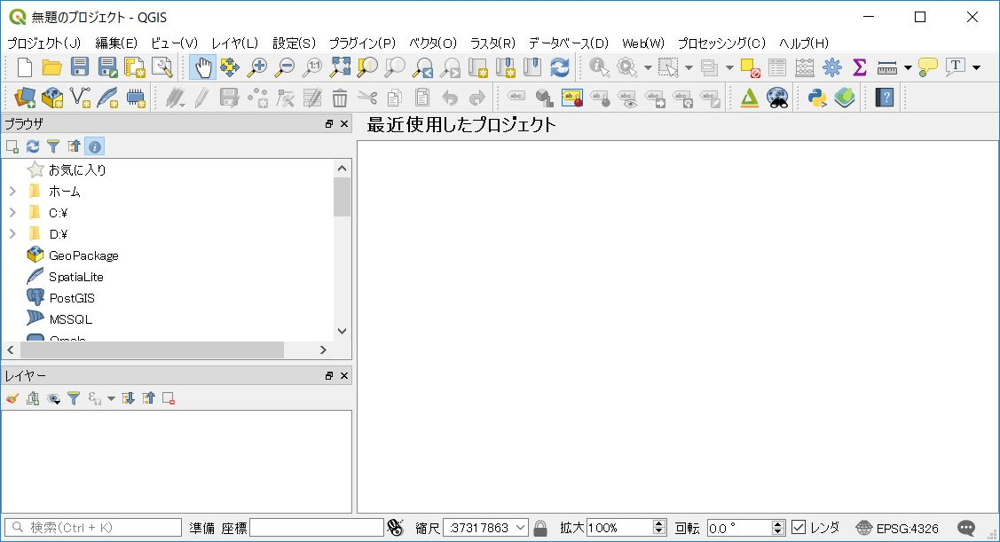 無題のプロジェクト - QGIS
プロジェクト(J) 編集(E) ビュー(V) レイヤ(L) 設定(S) プラグイン(P) ベクタ(O) ラスタ(R) データベース(D) Web(W) プロセッシング(C) ヘルプ(H)
ブラウザ
最近使用したプロジェクト
お気に入り
ホーム
C:¥
D:¥
GeoPackage
SpatiaLite
PostGIS
MSSQL
Oracle
レイヤー
検索(Ctrl + K) 準備 座標 縮尺 :37317863 拡大 100% 回転 0.0 ° レンダ EPSG:4326